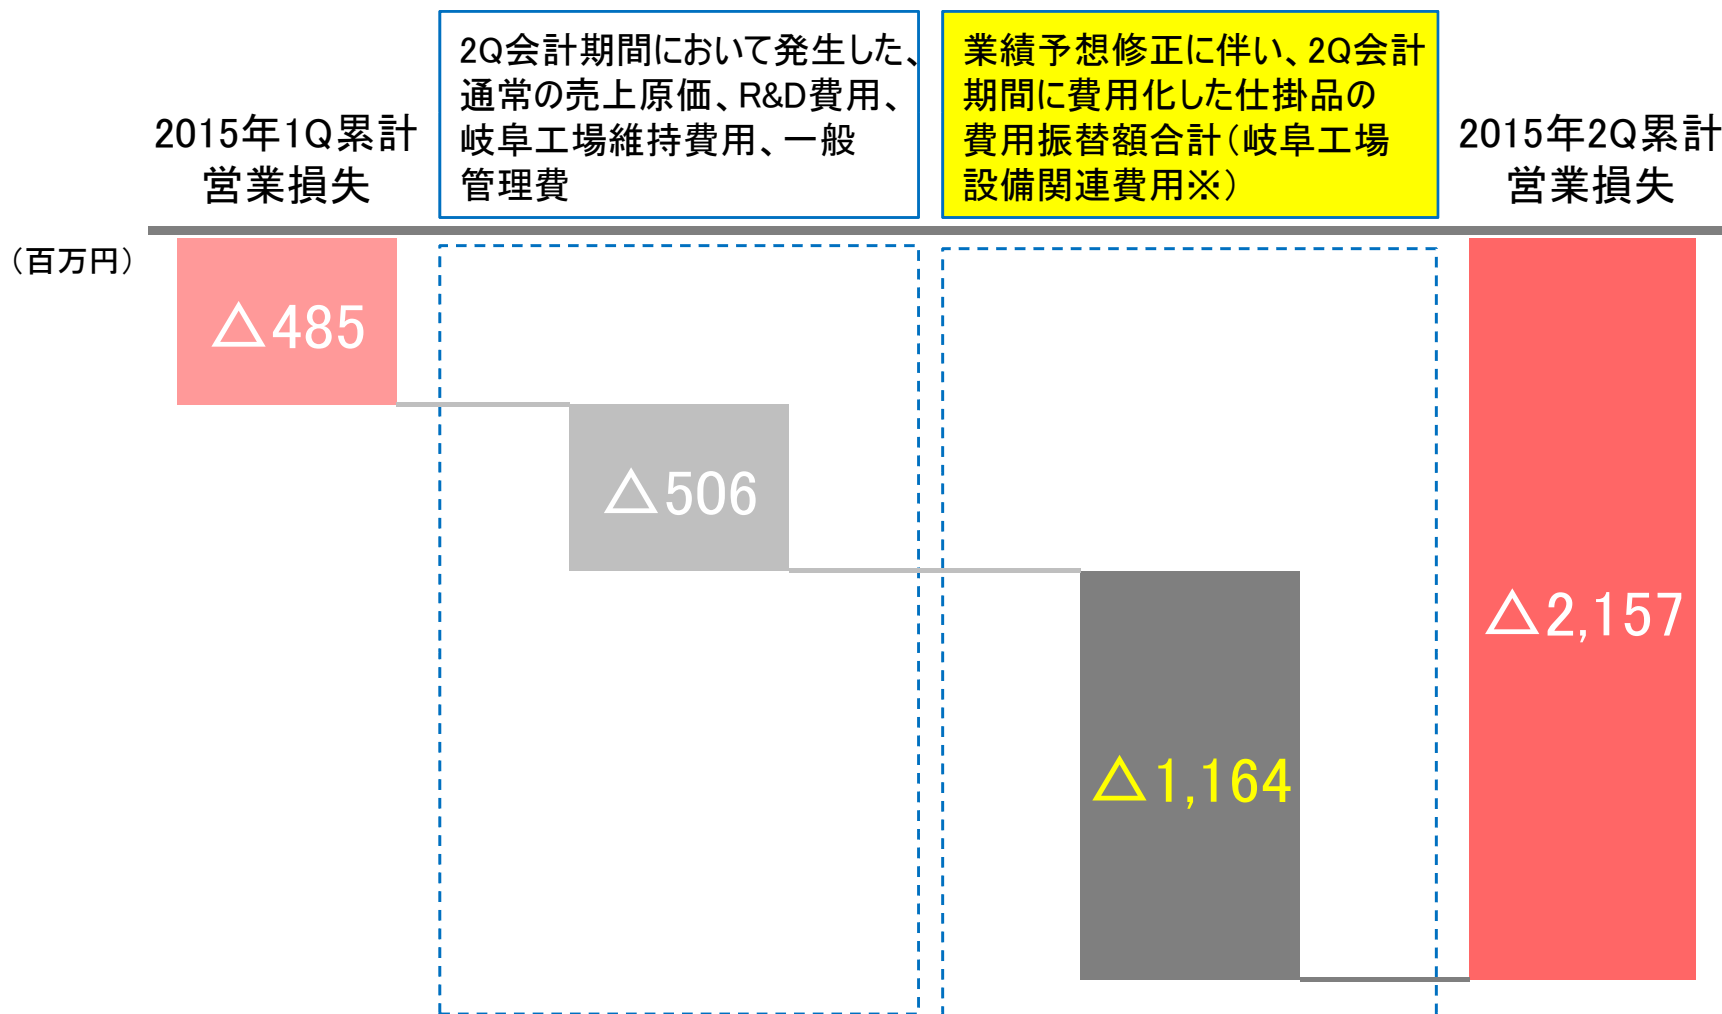 2015年1Q累計
営業損失
2Q会計期間において発生した、
通常の売上原価、R&D費用、
岐阜工場維持費用、一般
管理費
業績予想修正に伴い、2Q会計
期間に費用化した仕掛品の
費用振替額合計（岐阜工場
設備関連費用※）
2015年2Q累計
営業損失
（百万円）
△485
△506
△1,164
△2,157